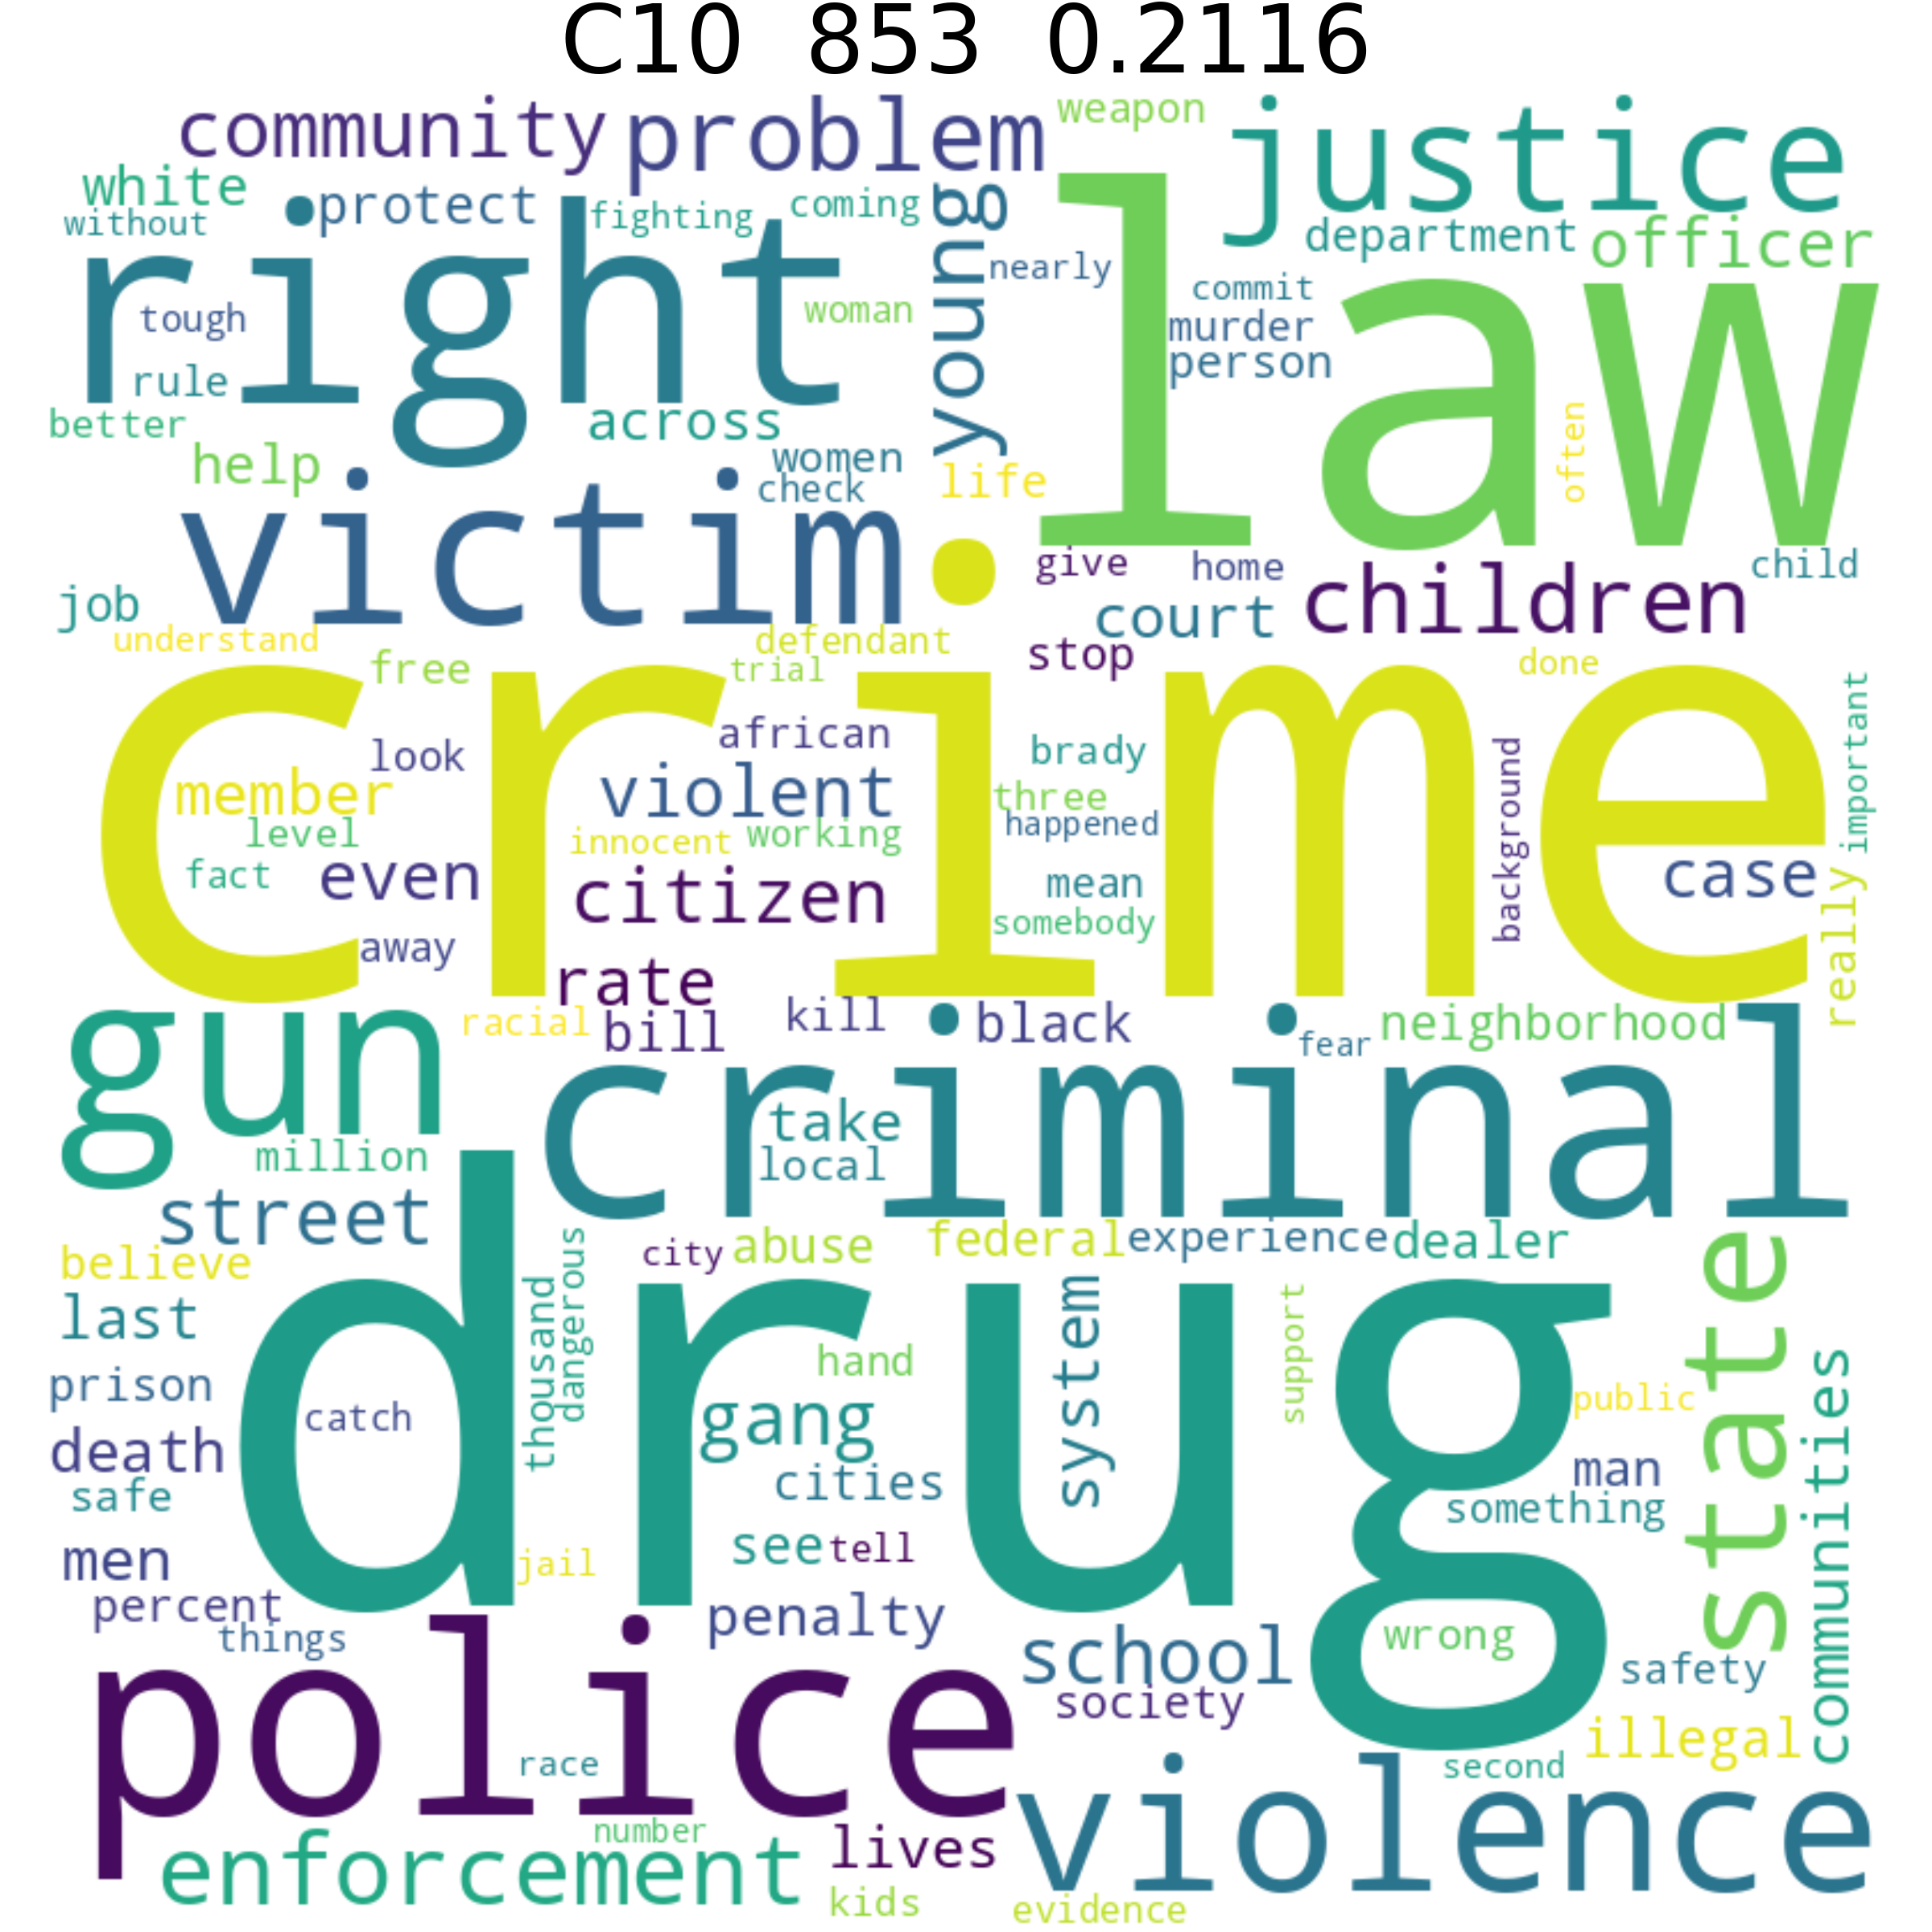 C10 853 0.2116
community problem weapon justice
white protect fighting coming young department officer
without
right nearly law
tough woman commit
murder
rule person
better across often
help women
victim check life
give home children child
job court
understand defendant stop
crime free trial done
african important
look brady background
member violent three
level innocent working happened
fact even citizen mean case
somebody really
away
rate
gun racial bill kill black fear neighborhood
criminal
take
million local
street
believe city abuse federal experience dealer state
drug thousand dangerous system support
last
hand
prison public communities
catch gang
death cities man
safe something
men jail see tell
percent penalty
things school wrong
police society safety
illegal
race second
violence
number
enforcement lives
kids evidence